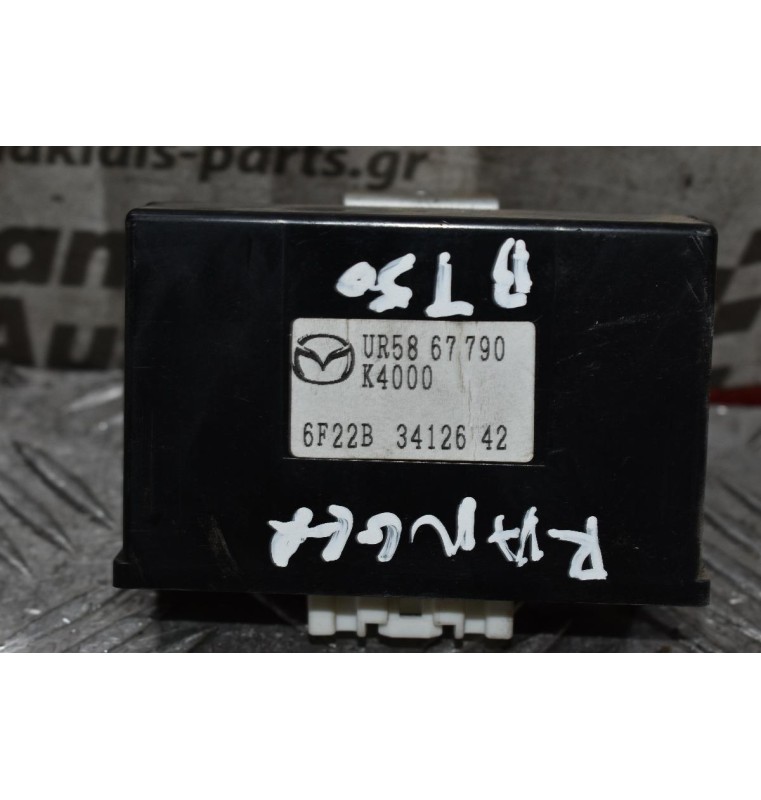 akidis-parts.gr
BT50
UR58 67 790
K4000
6F22B 34126 42
RANGER